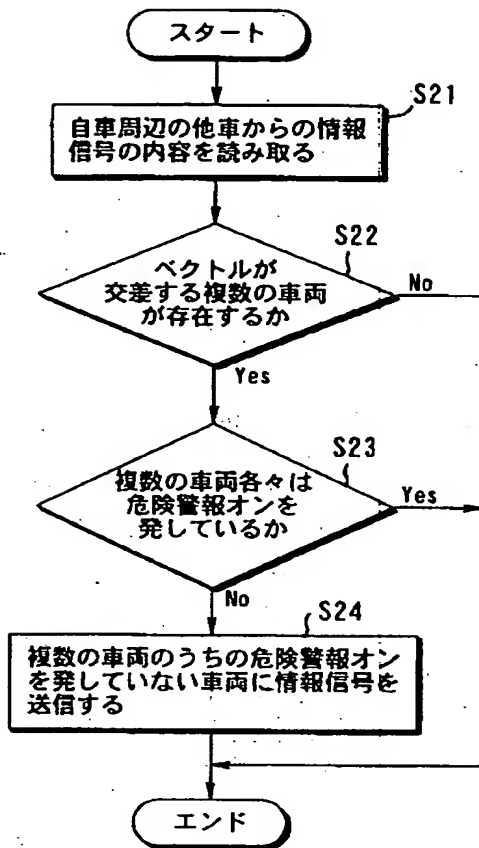 スタート
S21
自車周辺の他車からの情報
信号の内容を読み取る
S22
ベクトルが
交差する複数の車両
が存在するか
No
Yes
S23
複数の車両各々は
危険警報オンを
発しているか
Yes
No
S24
複数の車両のうちの危険警報オン
を発していない車両に情報信号を
送信する
エンド